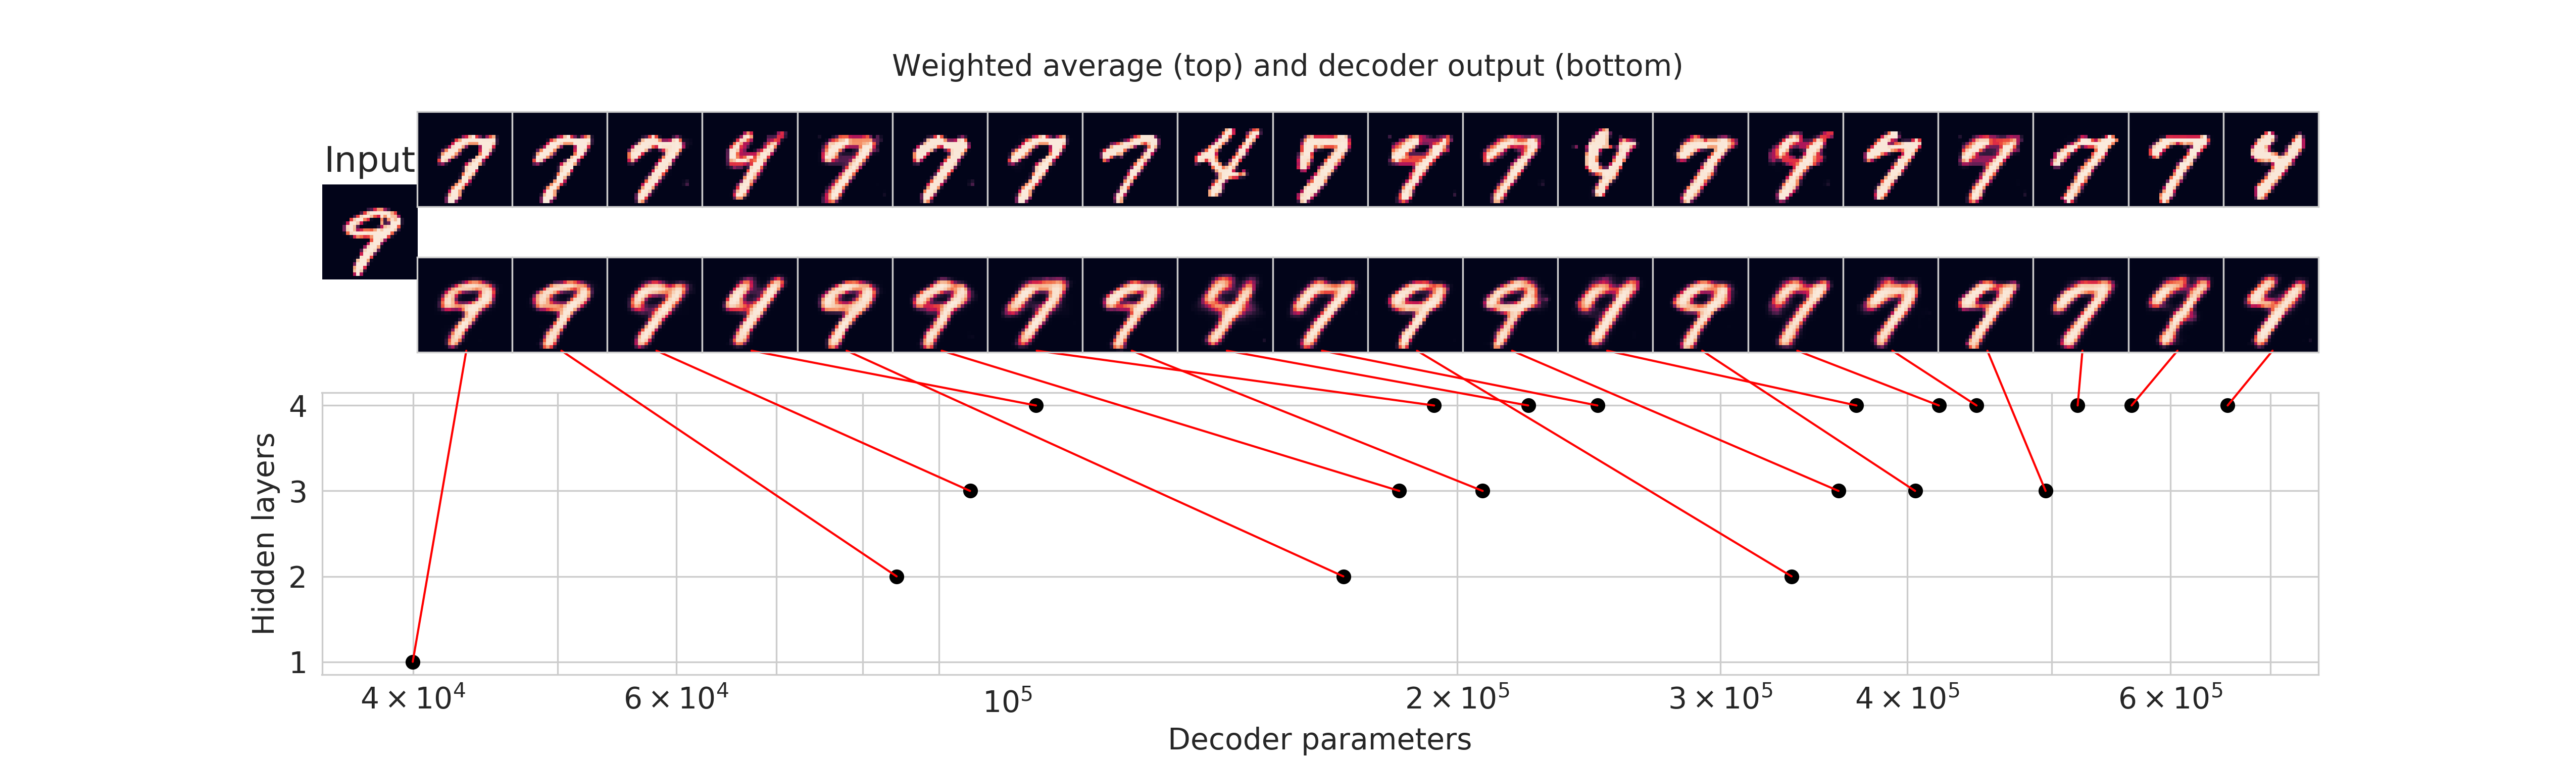 Weighted average (top) and decoder output (bottom)
Input
4
3
2
1
Hidden layers
4 × 10⁴
6 × 10⁴
10⁵
2 × 10⁵
3 × 10⁵
4 × 10⁵
6 × 10⁵
Decoder parameters